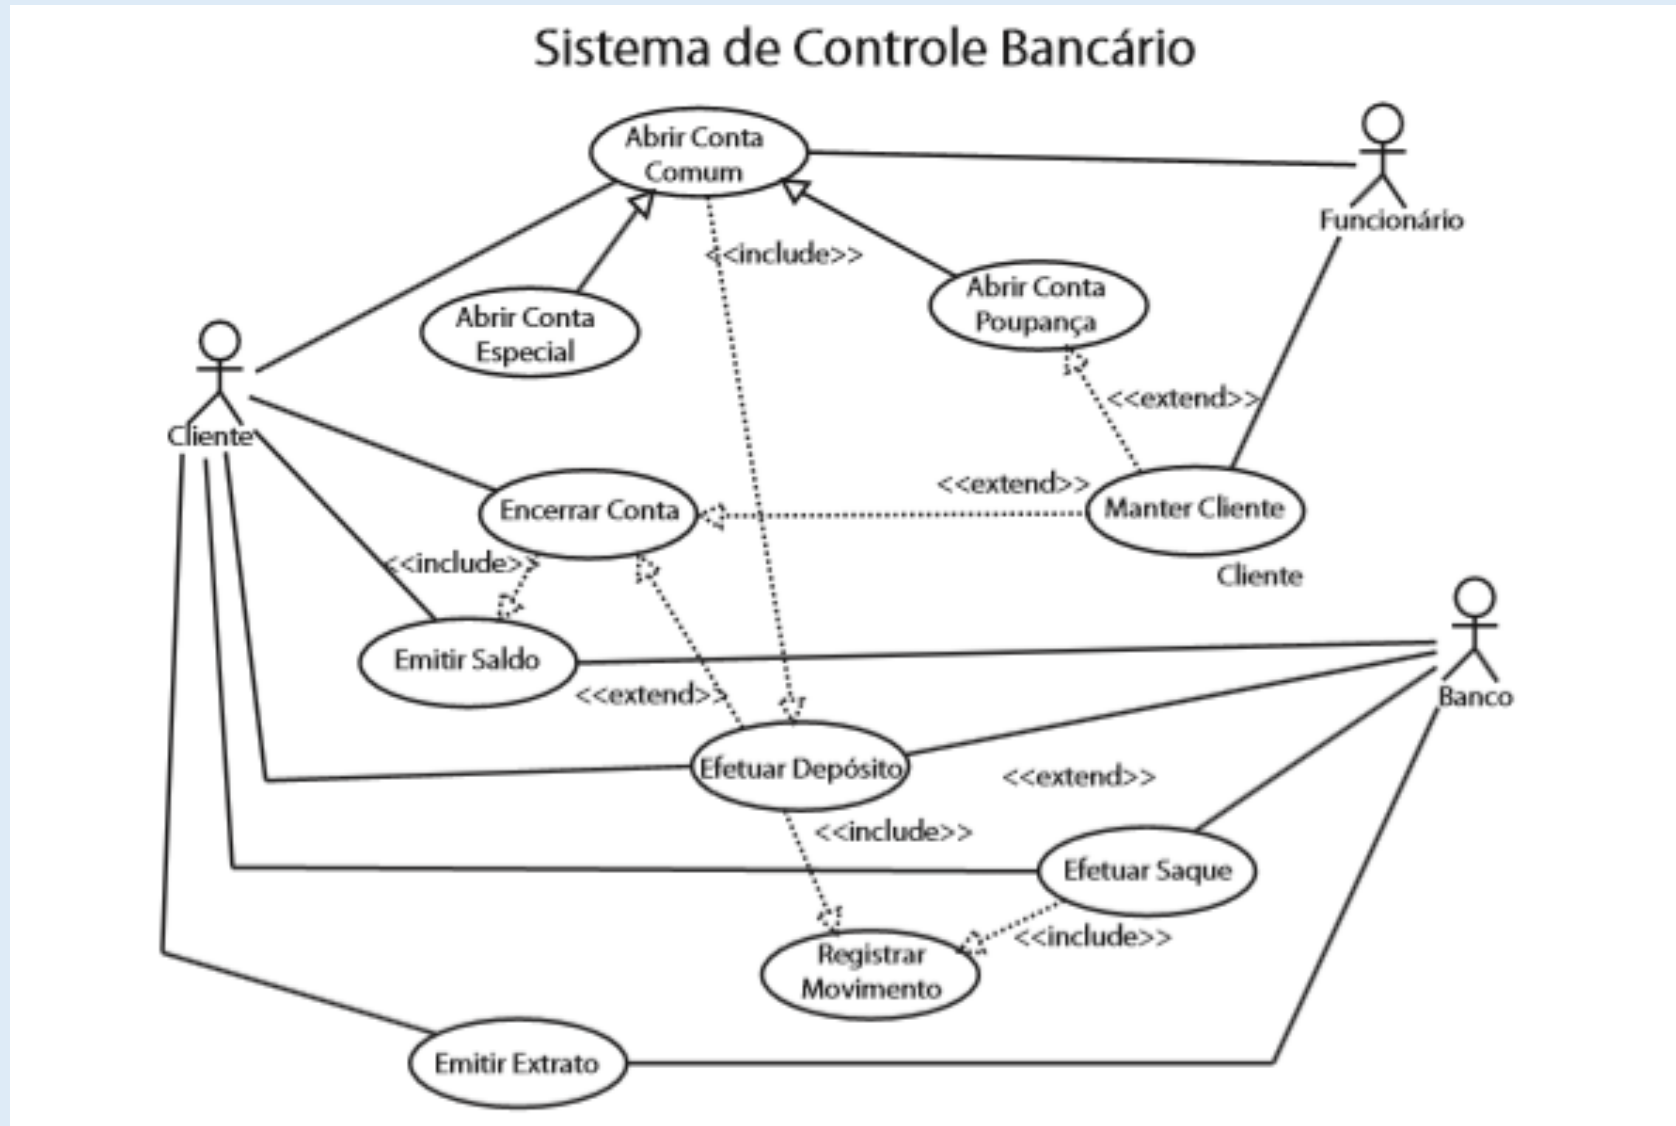 Sistema de Controle Bancário
Abrir Conta
Comum
Funcionário
<<include>>
Abrir Conta
Poupança
Abrir Conta
Especial
<<extend>>
Cliente
<<extend>>
Encerrar Conta
Manter Cliente
<<include>>
Cliente
Emitir Saldo
<<extend>>
Banco
Efetuar Depósito
<<extend>>
<<include>>
Efetuar Saque
<<include>>
Registrar
Movimento
Emitir Extrato